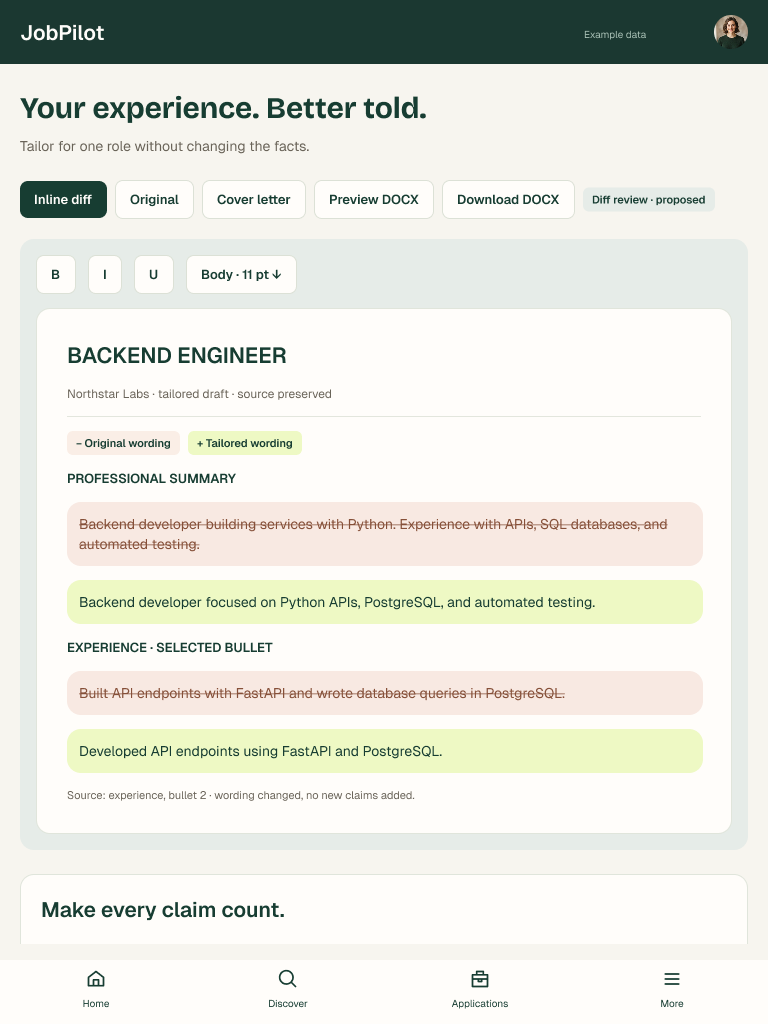 JobPilot
Example data
Your experience. Better told.
Tailor for one role without changing the facts.
Inline diff
Original
Cover letter
Preview DOCX
Download DOCX
Diff review · proposed
B
I
U
Body · 11 pt ↓
BACKEND ENGINEER
Northstar Labs · tailored draft · source preserved
− Original wording
+ Tailored wording
PROFESSIONAL SUMMARY
Backend developer building services with Python. Experience with APIs, SQL databases, and
automated testing.
Backend developer focused on Python APIs, PostgreSQL, and automated testing.
EXPERIENCE · SELECTED BULLET
Built API endpoints with FastAPI and wrote database queries in PostgreSQL.
Developed API endpoints using FastAPI and PostgreSQL.
Source: experience, bullet 2 · wording changed, no new claims added.
Make every claim count.
Home
Discover
Applications
More